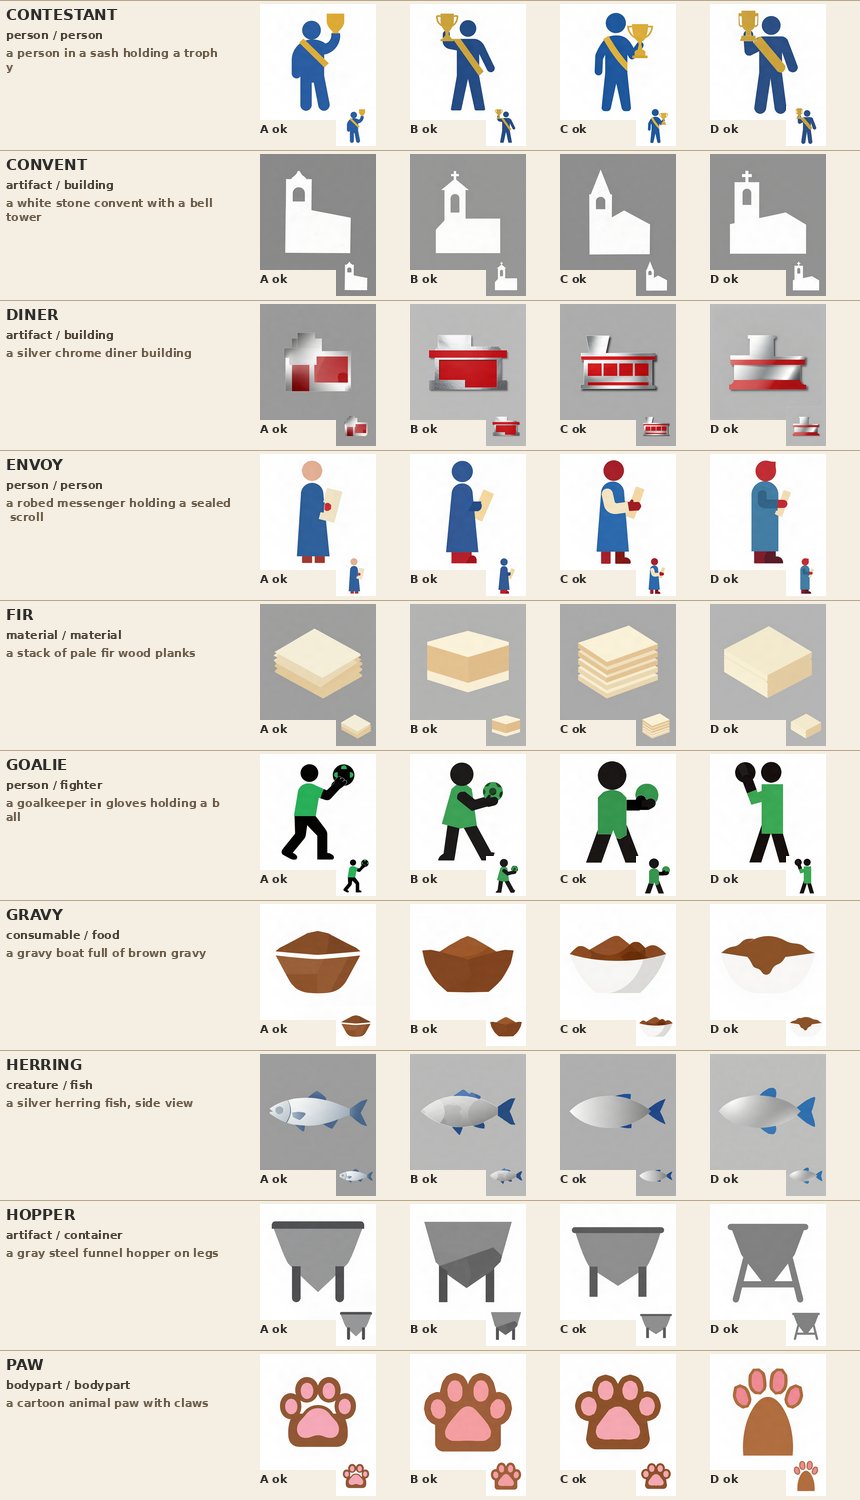 CONTESTANT
person / person
a person in a sash holding a troph
y
A ok
B ok
C ok
D ok
CONVENT
artifact / building
a white stone convent with a bell
tower
A ok
B ok
C ok
D ok
DINER
artifact / building
a silver chrome diner building
A ok
B ok
C ok
D ok
ENVOY
person / person
a robed messenger holding a sealed
scroll
A ok
B ok
C ok
D ok
FIR
material / material
a stack of pale fir wood planks
A ok
B ok
C ok
D ok
GOALIE
person / fighter
a goalkeeper in gloves holding a b
all
A ok
B ok
C ok
D ok
GRAVY
consumable / food
a gravy boat full of brown gravy
A ok
B ok
C ok
D ok
HERRING
creature / fish
a silver herring fish, side view
A ok
B ok
C ok
D ok
HOPPER
artifact / container
a gray steel funnel hopper on legs
A ok
B ok
C ok
D ok
PAW
bodypart / bodypart
a cartoon animal paw with claws
A ok
B ok
C ok
D ok